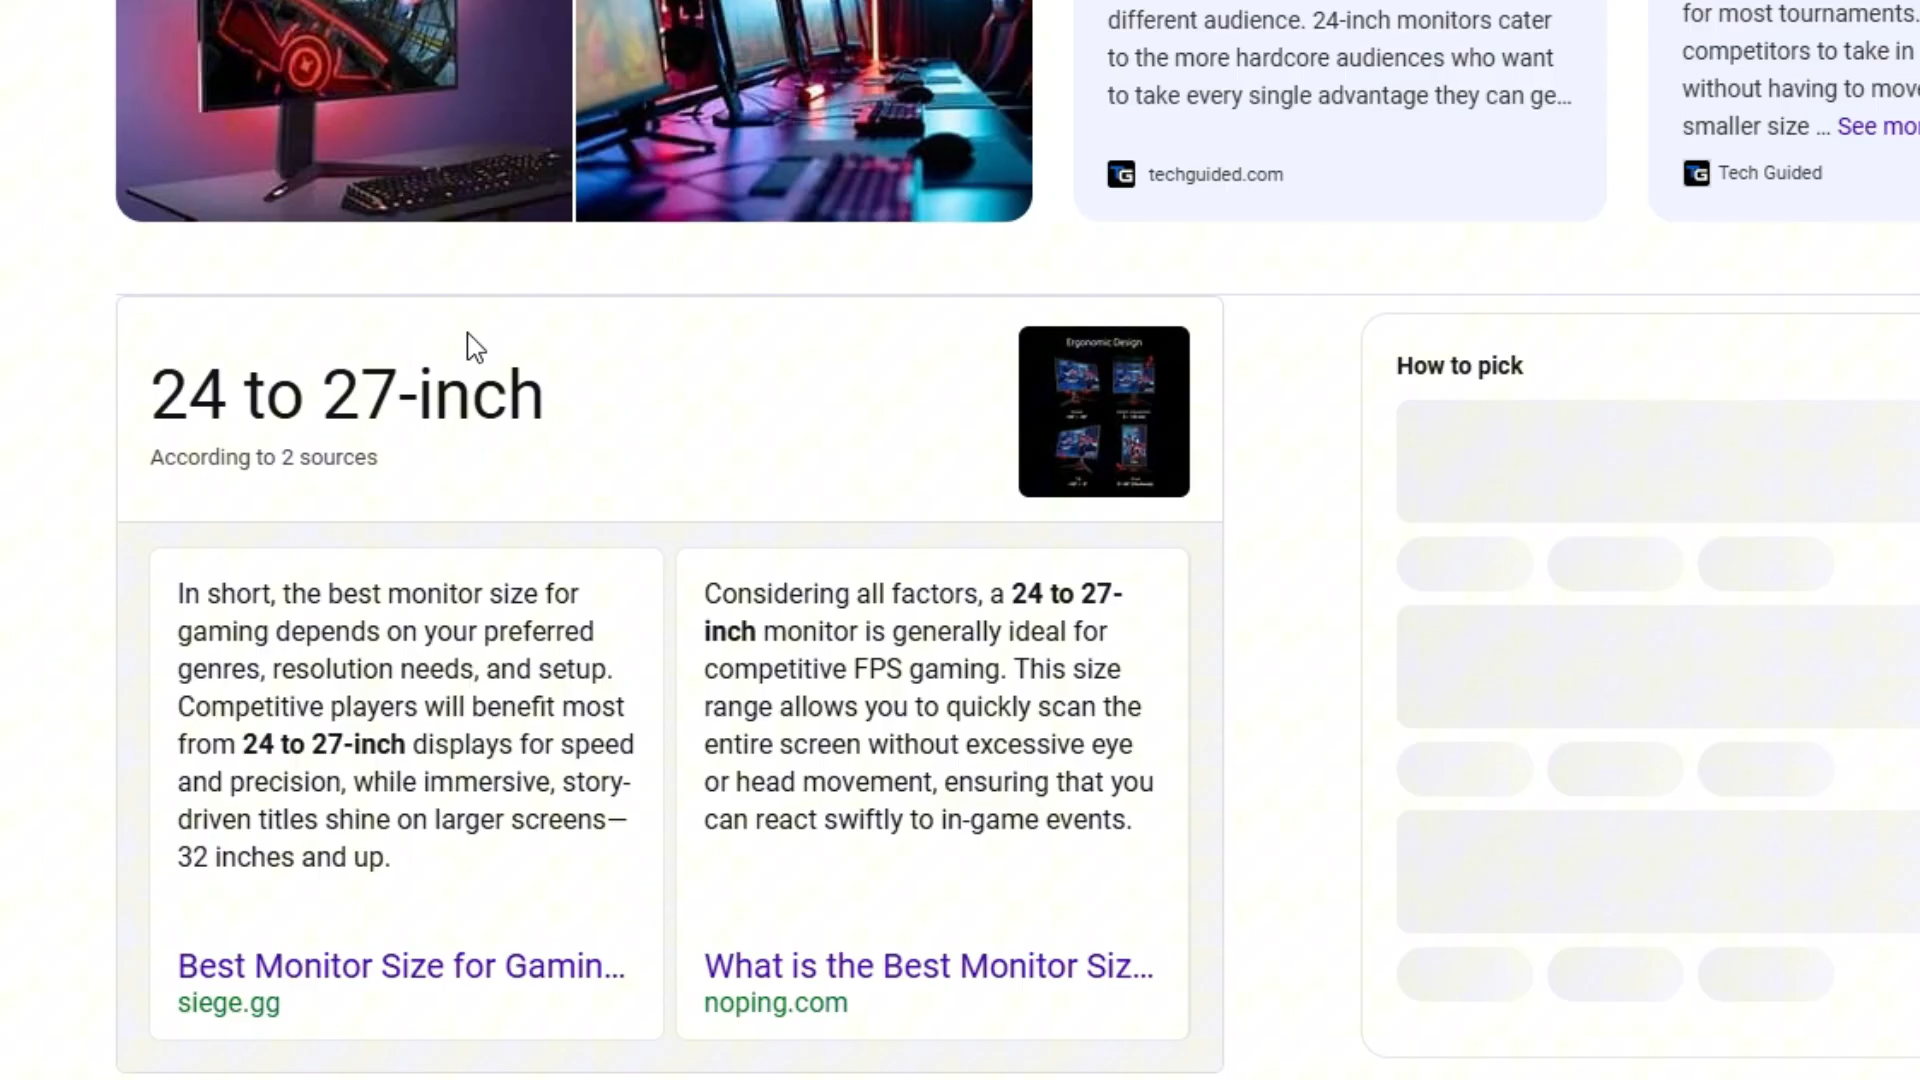 different audience. 24-inch monitors cater
to the more hardcore audiences who want
to take every single advantage they can ge...
techguided.com
for most tournaments.
competitors to take in
without having to move
smaller size ... See mor
Tech Guided
24 to 27-inch
According to 2 sources
Ergonomic Design
In short, the best monitor size for
gaming depends on your preferred
genres, resolution needs, and setup.
Competitive players will benefit most
from 24 to 27-inch displays for speed
and precision, while immersive, story-
driven titles shine on larger screens—
32 inches and up.
Best Monitor Size for Gamin...
siege.gg
Considering all factors, a 24 to 27-
inch monitor is generally ideal for
competitive FPS gaming. This size
range allows you to quickly scan the
entire screen without excessive eye
or head movement, ensuring that you
can react swiftly to in-game events.
What is the Best Monitor Siz...
noping.com
How to pick